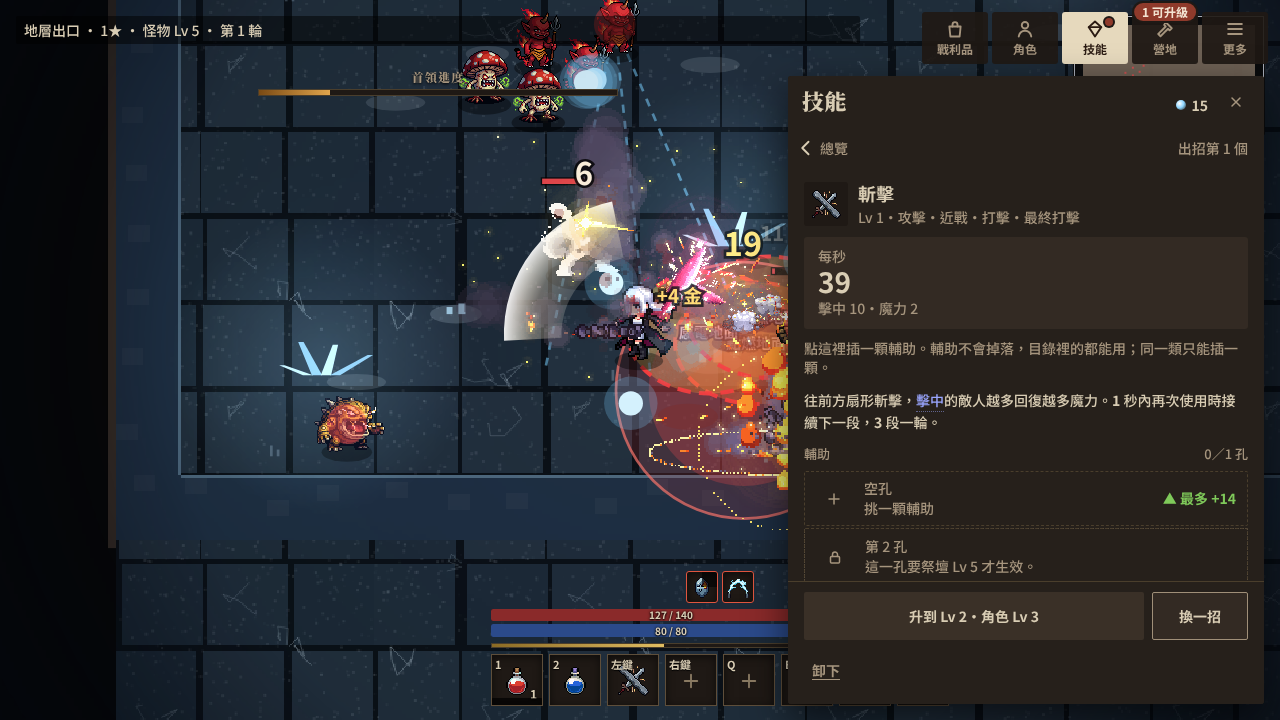 地層出口 · 1★ · 怪物 Lv 5 · 第 1 輪
首領進度
1 可升級
戰利品
角色
技能
營地
更多
技能
15
總覽
出招第 1 個
斬擊
Lv 1・攻擊・近戰・打擊・最終打擊
每秒
39
擊中 10・魔力 2
點這裡插一顆輔助。輔助不會掉落，目錄裡的都能用；同一類只能插一
顆。
往前方扇形斬擊，擊中的敵人越多回復越多魔力。1 秒內再次使用時接
續下一段，3 段一輪。
輔助
0／1 孔
空孔
挑一顆輔助
▲ 最多 +14
第 2 孔
這一孔要祭壇 Lv 5 才生效。
升到 Lv 2・角色 Lv 3
換一招
卸下
6
19
11
+4 金
127 / 140
80 / 80
1
1
2
左鍵
右鍵
Q